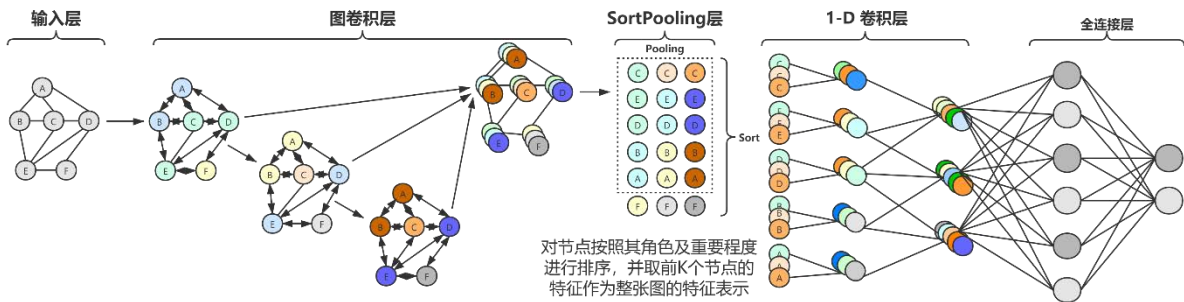 输入层
图卷积层
SortPooling层
1-D 卷积层
全连接层
A
B C D
E F
A
B C D
E F
A
B C D
E F
A
B C D
E F
A
B C D
E F
Pooling
C C C
E E E
D D D
B B B
A A A
F F F
Sort
C
C
C
E
E
E
D
D
D
B
B
B
A
A
A
对节点按照其角色及重要程度
进行排序，并取前K个节点的
特征作为整张图的特征表示